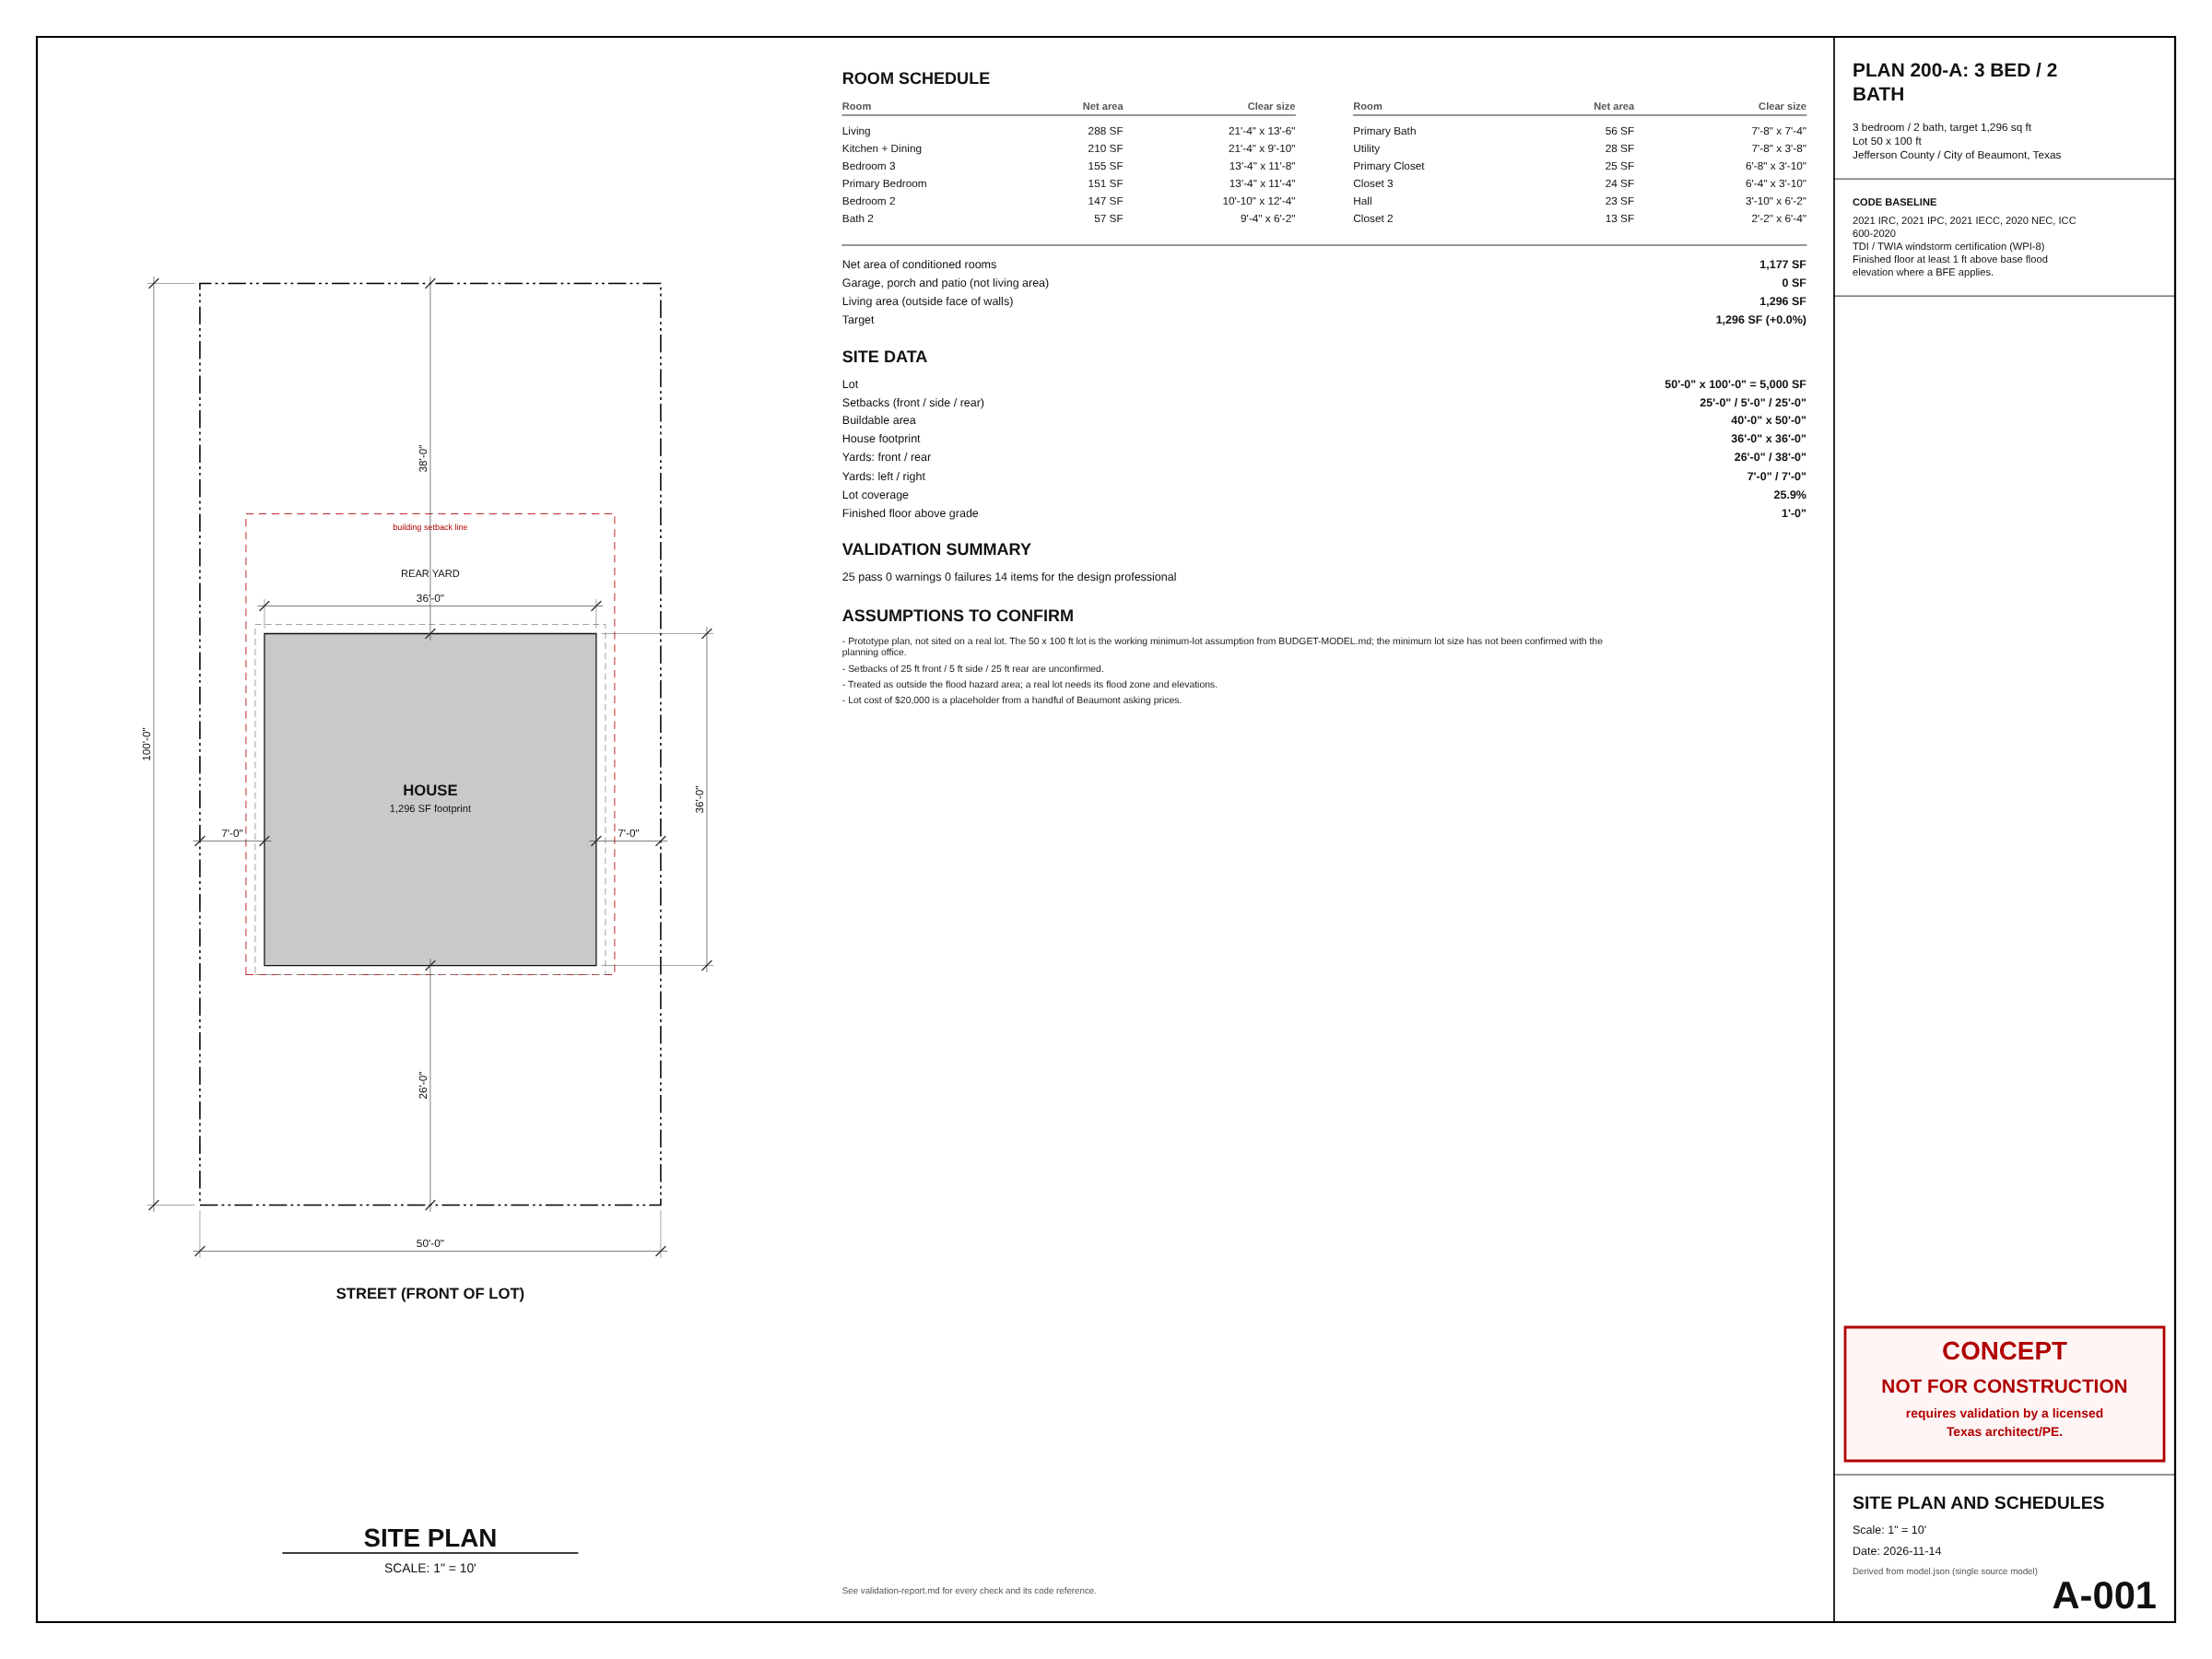 ROOM SCHEDULE
Room Net area Clear size Room Net area Clear size
Living 288 SF 21'-4" x 13'-6" Primary Bath 56 SF 7'-8" x 7'-4"
Kitchen + Dining 210 SF 21'-4" x 9'-10" Utility 28 SF 7'-8" x 3'-8"
Bedroom 3 155 SF 13'-4" x 11'-8" Primary Closet 25 SF 6'-8" x 3'-10"
Primary Bedroom 151 SF 13'-4" x 11'-4" Closet 3 24 SF 6'-4" x 3'-10"
Bedroom 2 147 SF 10'-10" x 12'-4" Hall 23 SF 3'-10" x 6'-2"
Bath 2 57 SF 9'-4" x 6'-2" Closet 2 13 SF 2'-2" x 6'-4"
Net area of conditioned rooms 1,177 SF
Garage, porch and patio (not living area) 0 SF
Living area (outside face of walls) 1,296 SF
Target 1,296 SF (+0.0%)
SITE DATA
Lot 50'-0" x 100'-0" = 5,000 SF
Setbacks (front / side / rear) 25'-0" / 5'-0" / 25'-0"
Buildable area 40'-0" x 50'-0"
House footprint 36'-0" x 36'-0"
Yards: front / rear 26'-0" / 38'-0"
Yards: left / right 7'-0" / 7'-0"
Lot coverage 25.9%
Finished floor above grade 1'-0"
VALIDATION SUMMARY
25 pass 0 warnings 0 failures 14 items for the design professional
ASSUMPTIONS TO CONFIRM
- Prototype plan, not sited on a real lot. The 50 x 100 ft lot is the working minimum-lot assumption from BUDGET-MODEL.md; the minimum lot size has not been confirmed with the
planning office.
- Setbacks of 25 ft front / 5 ft side / 25 ft rear are unconfirmed.
- Treated as outside the flood hazard area; a real lot needs its flood zone and elevations.
- Lot cost of $20,000 is a placeholder from a handful of Beaumont asking prices.
See validation-report.md for every check and its code reference.
38'-0"
building setback line
REAR YARD
36'-0"
100'-0"
HOUSE
1,296 SF footprint
36'-0"
7'-0"
7'-0"
26'-0"
50'-0"
STREET (FRONT OF LOT)
SITE PLAN
SCALE: 1" = 10'
PLAN 200-A: 3 BED / 2
BATH
3 bedroom / 2 bath, target 1,296 sq ft
Lot 50 x 100 ft
Jefferson County / City of Beaumont, Texas
CODE BASELINE
2021 IRC, 2021 IPC, 2021 IECC, 2020 NEC, ICC
600-2020
TDI / TWIA windstorm certification (WPI-8)
Finished floor at least 1 ft above base flood
elevation where a BFE applies.
CONCEPT
NOT FOR CONSTRUCTION
requires validation by a licensed
Texas architect/PE.
SITE PLAN AND SCHEDULES
Scale: 1" = 10'
Date: 2026-11-14
Derived from model.json (single source model)
A-001